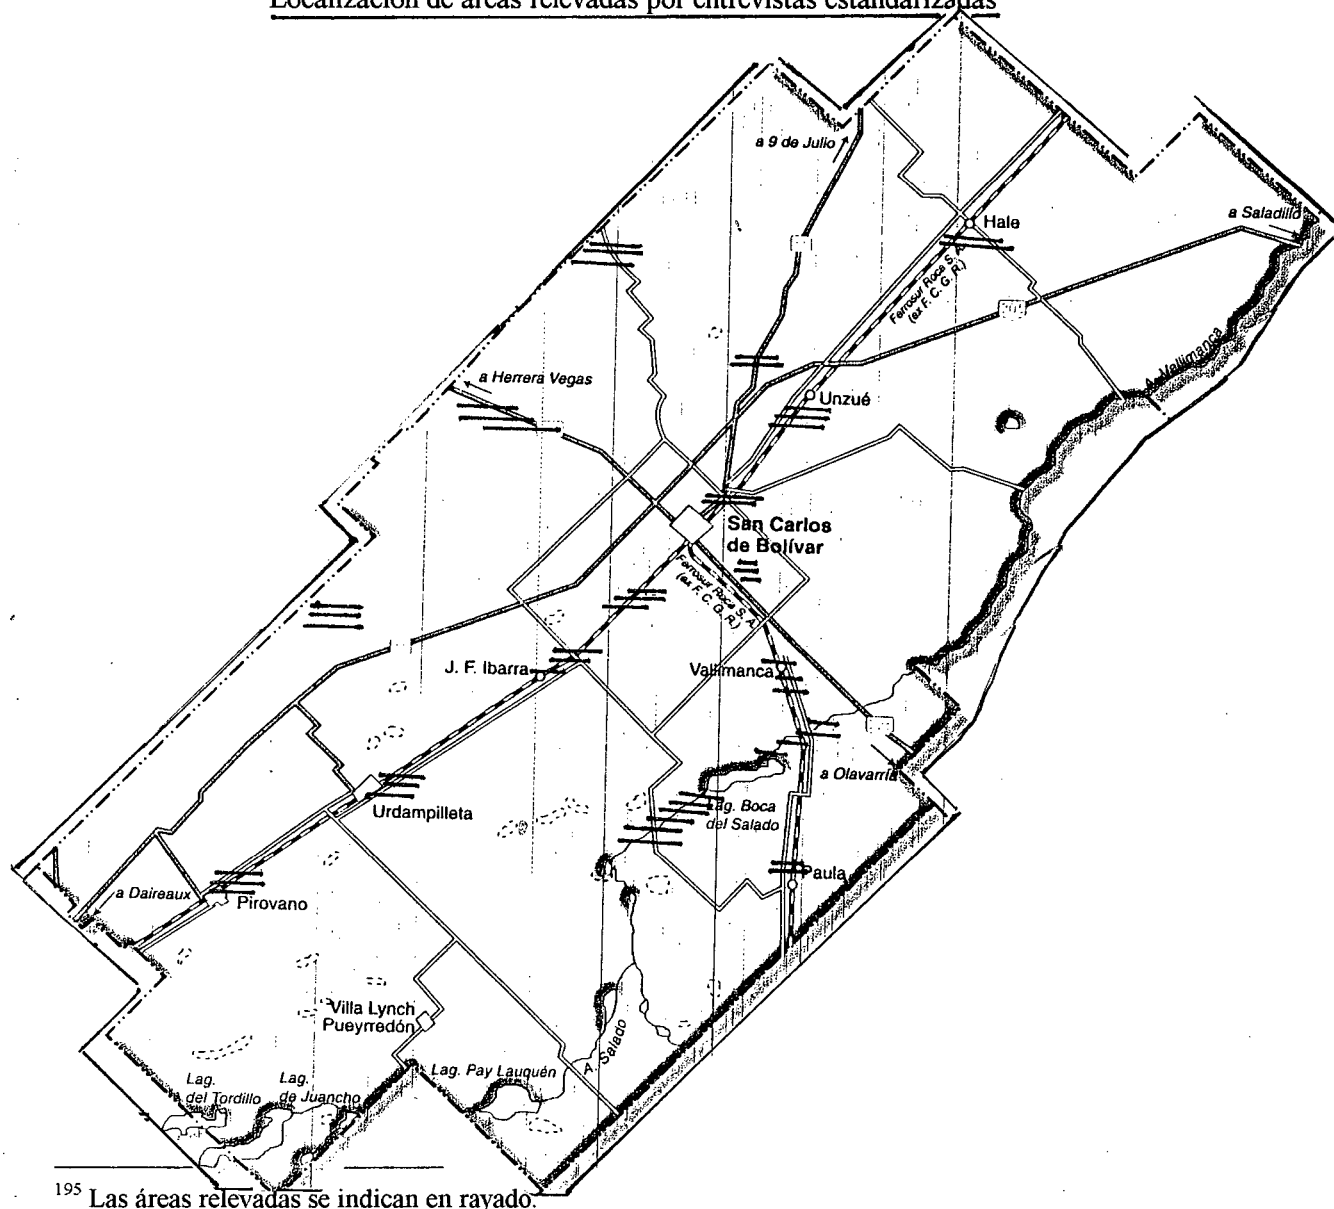 Localización de áreas relevadas por entrevistas estandarizadas
a 9 de Julio
Hale
a Saladillo
Ferrosur Roca S. A.
(ex F. C. G. R.)
A. Vallimanca
a Herrera Vegas
Unzué
San Carlos
de Bolívar
Ferrosur Roca S. A.
(ex F. C. G. R.)
J. F. Ibarra
Vallimanca
a Olavarría
Urdampilleta
Lag. Boca
del Salado
Paula
a Daireaux
Pirovano
Villa Lynch
Pueyrredón
A. Salado
Lag. Pay Lauquén
Lag.
del Tordillo
Lag.
de Juancho
195 Las áreas relevadas se indican en rayado.